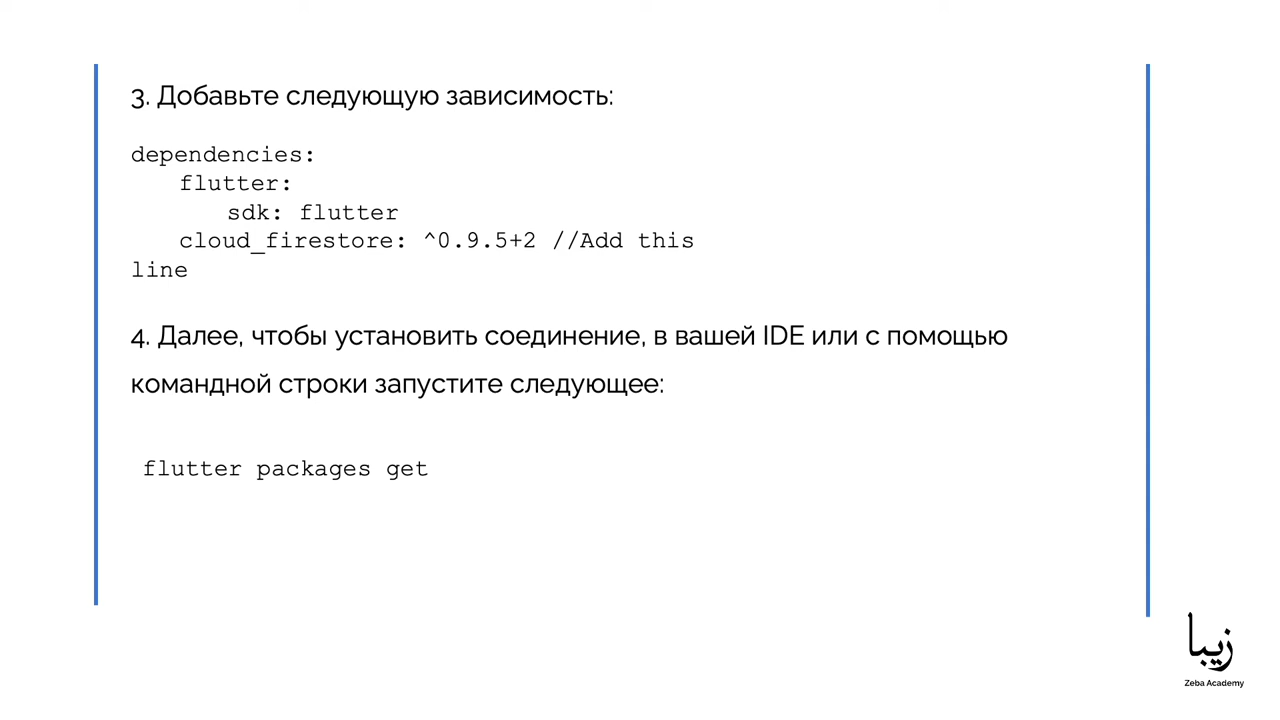 3. Добавьте следующую зависимость:
dependencies:
flutter:
sdk: flutter
cloud_firestore: ^0.9.5+2 //Add this
line
4. Далее, чтобы установить соединение, в вашей IDE или с помощью
командной строки запустите следующее:
flutter packages get
زيبا
Zeba Academy